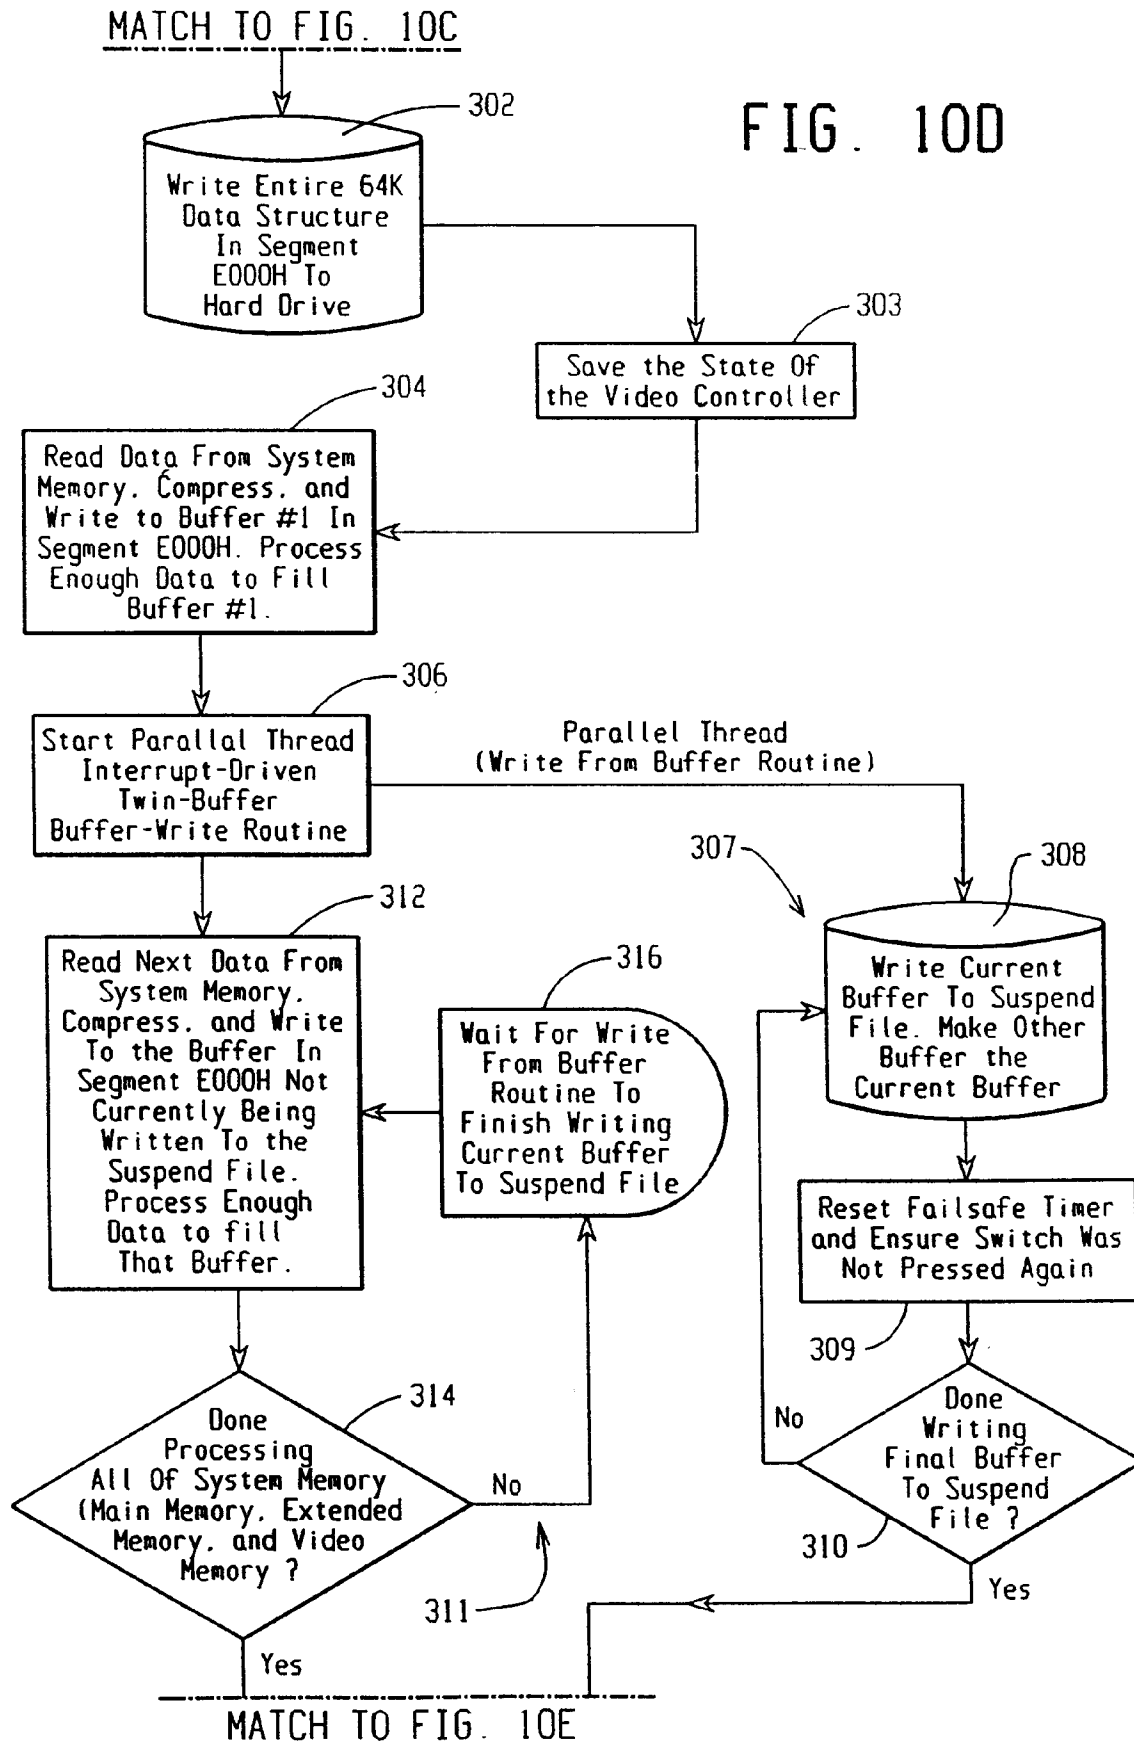 MATCH TO FIG. 10C
FIG. 10D
302
Write Entire 64K
Data Structure
In Segment
E000H To
Hard Drive
303
Save the State Of
the Video Controller
304
Read Data From System
Memory, Compress, and
Write to Buffer #1 In
Segment E000H. Process
Enough Data to Fill
Buffer #1.
306
Start Parallal Thread
Interrupt-Driven
Twin-Buffer
Buffer-Write Routine
Parallel Thread
(Write From Buffer Routine)
307
308
Write Current
Buffer To Suspend
File. Make Other
Buffer the
Current Buffer
312
Read Next Data From
System Memory,
Compress, and Write
To the Buffer In
Segment E000H Not
Currently Being
Written To the
Suspend File.
Process Enough
Data to fill
That Buffer.
316
Wait For Write
From Buffer
Routine To
Finish Writing
Current Buffer
To Suspend File
Reset Failsafe Timer
and Ensure Switch Was
Not Pressed Again
309
314
Done
Processing
All Of System Memory
(Main Memory, Extended
Memory, and Video
Memory ?
No
311
Yes
No
Done
Writing
Final Buffer
To Suspend
File ?
310
Yes
MATCH TO FIG. 10E